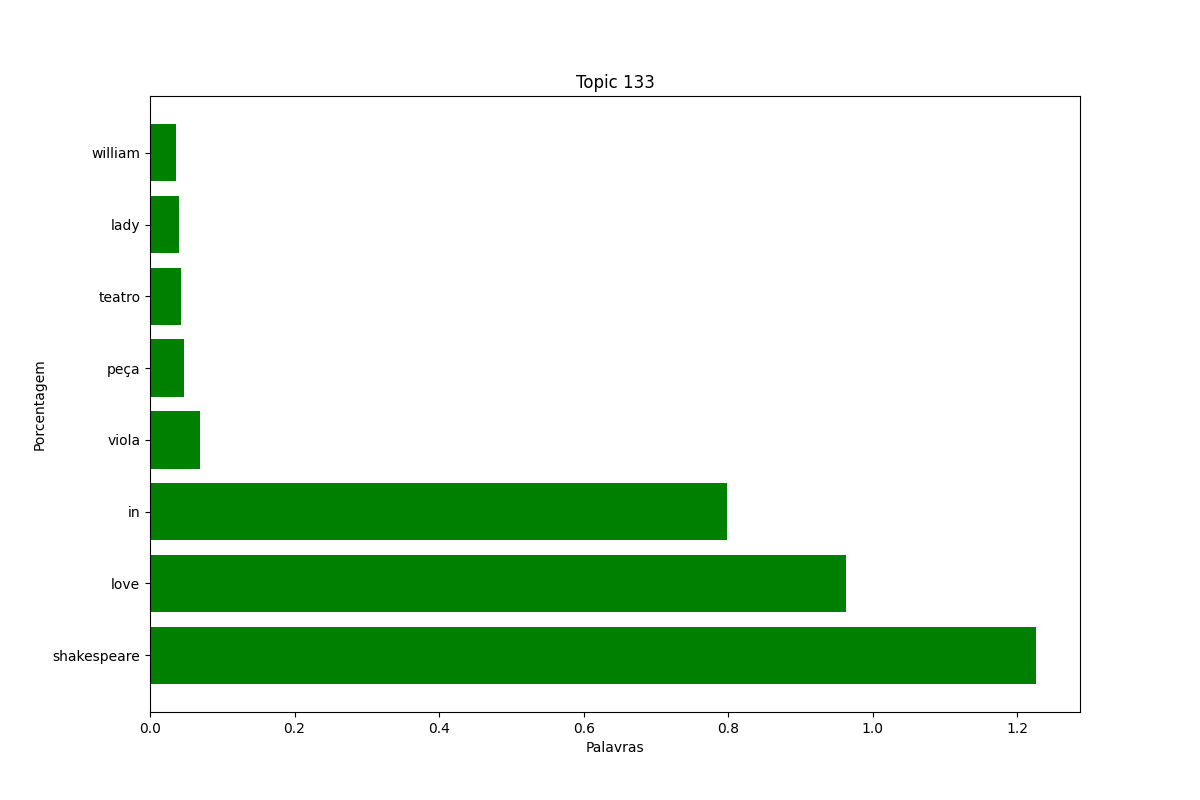 Topic 133
william
lady
teatro
peça
viola
in
love
shakespeare
Porcentagem
0.0 0.2 0.4 0.6 0.8 1.0 1.2
Palavras